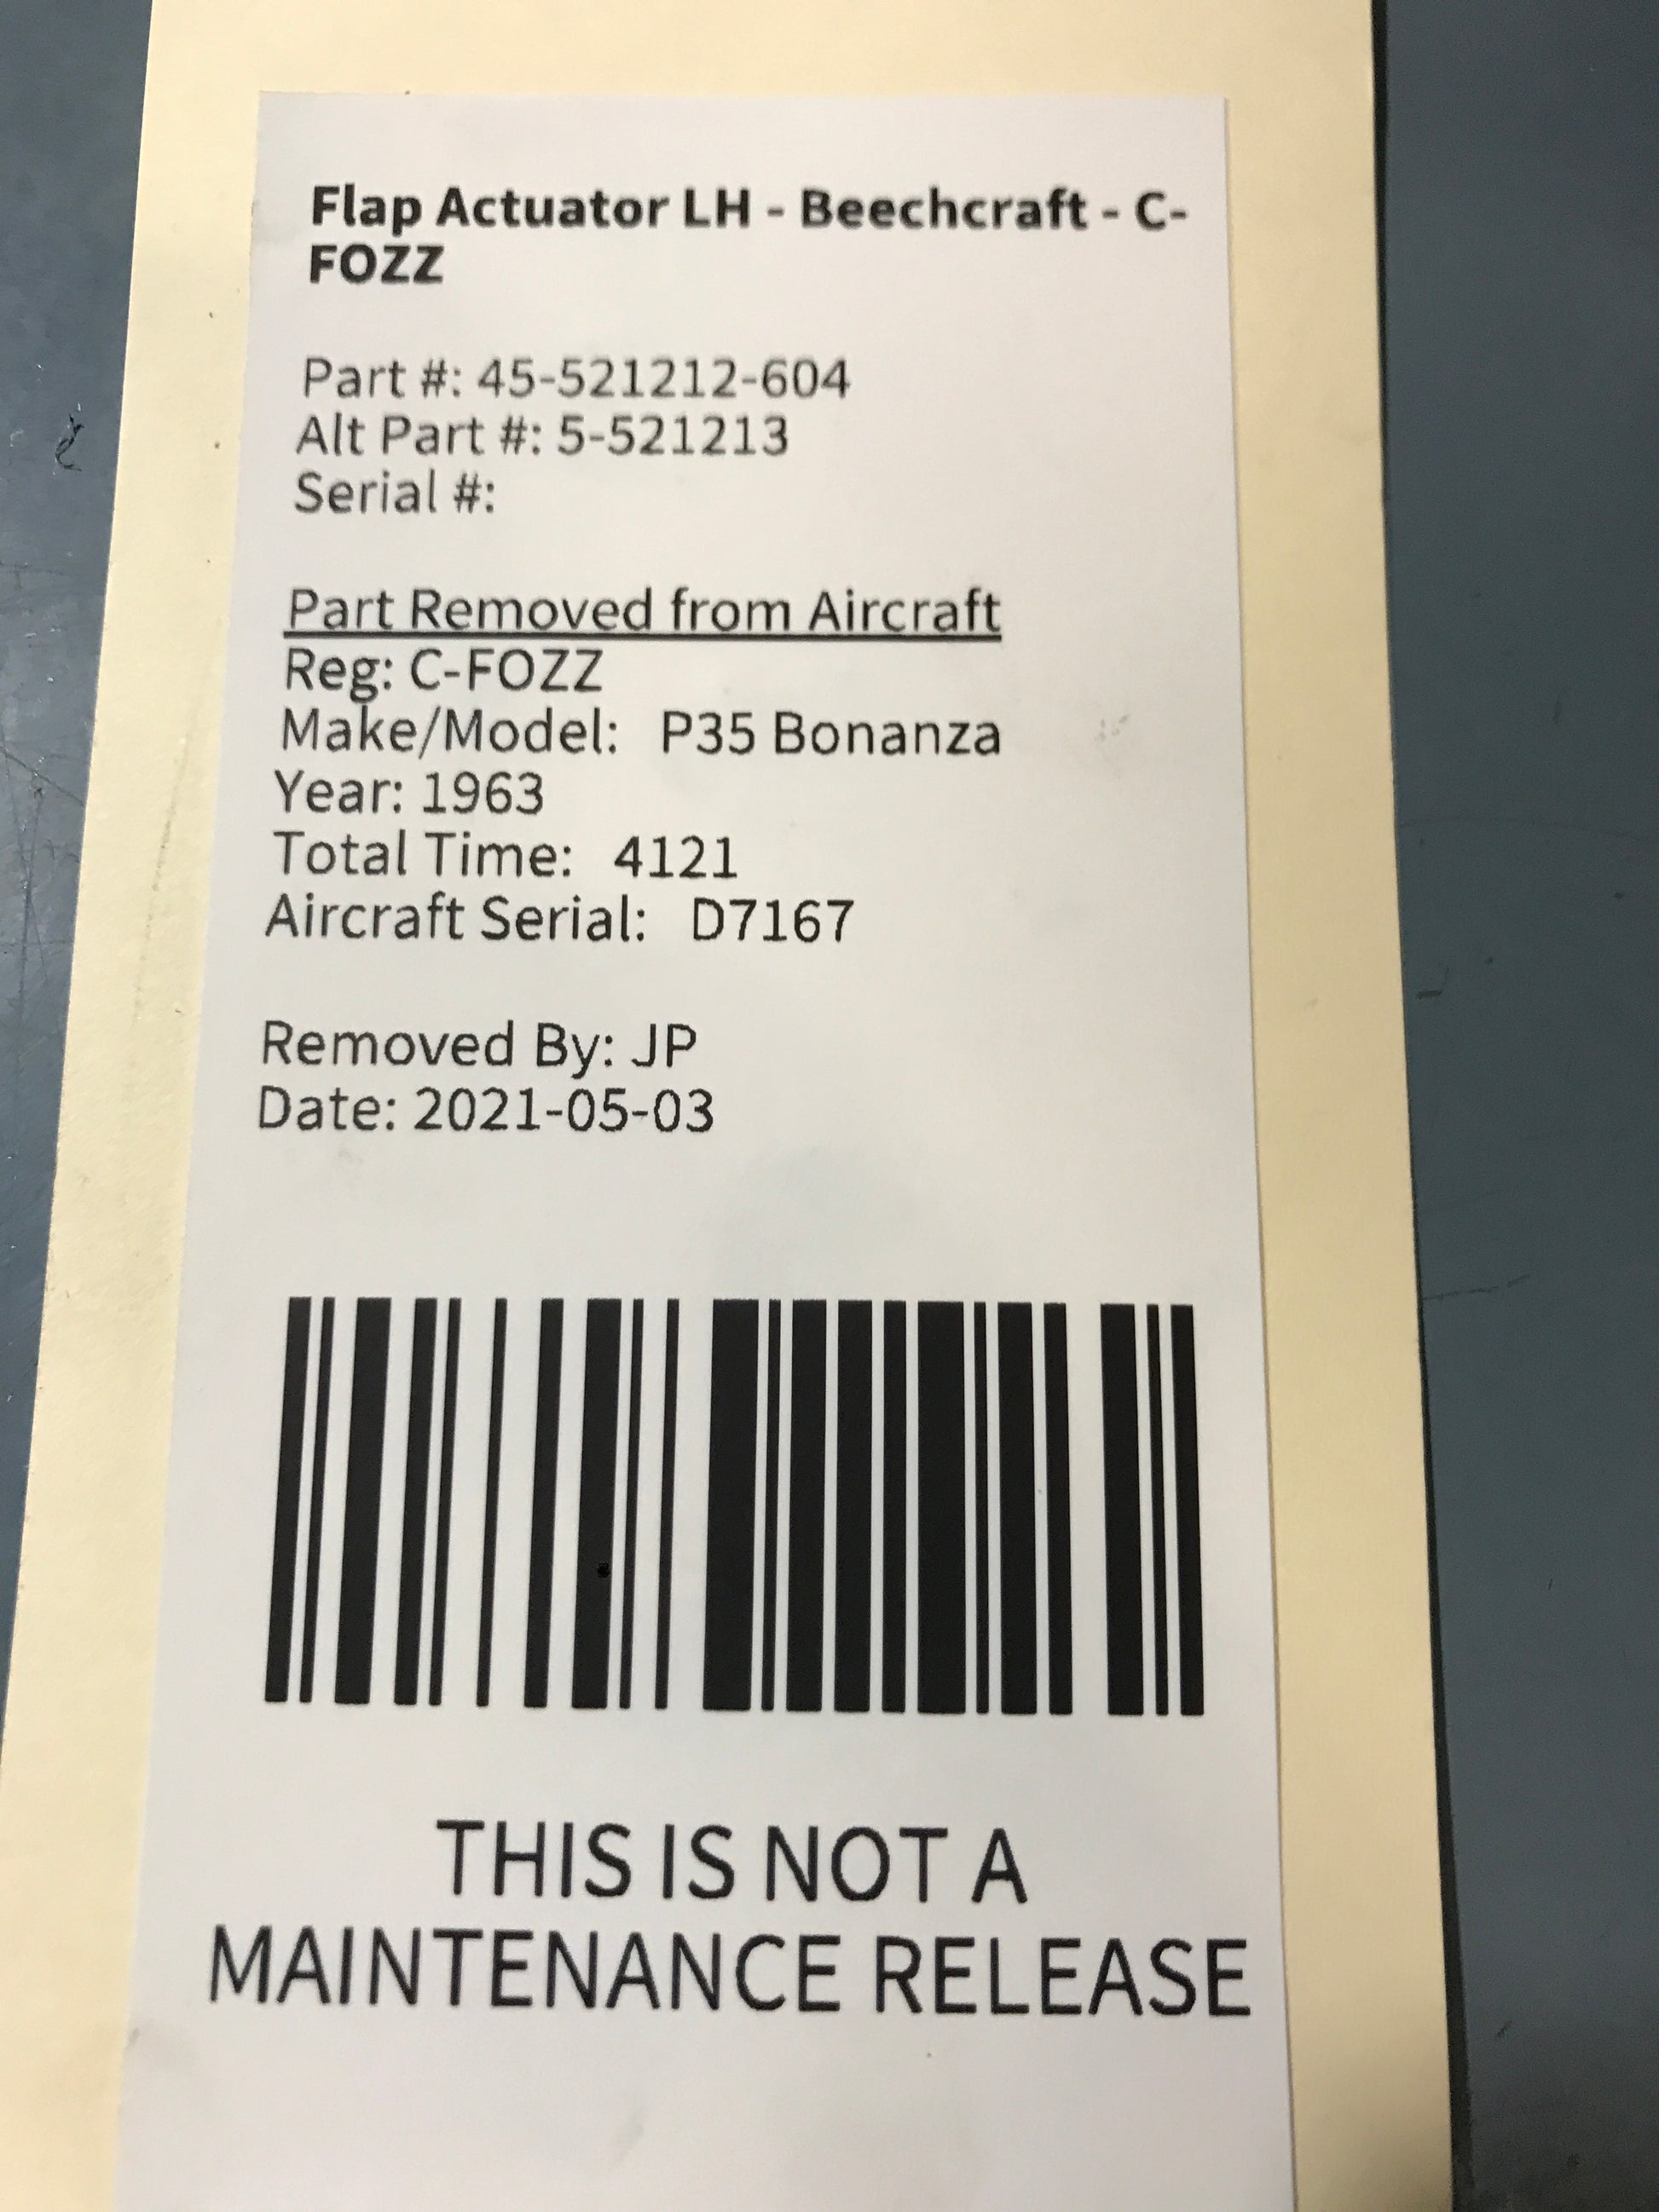 Flap Actuator LH - Beechcraft - C-
FOZZ
Part #: 45-521212-604
Alt Part #: 5-521213
Serial #:
Part Removed from Aircraft
Reg: C-FOZZ
Make/Model: P35 Bonanza
Year: 1963
Total Time: 4121
Aircraft Serial: D7167
Removed By: JP
Date: 2021-05-03
THIS IS NOT A
MAINTENANCE RELEASE